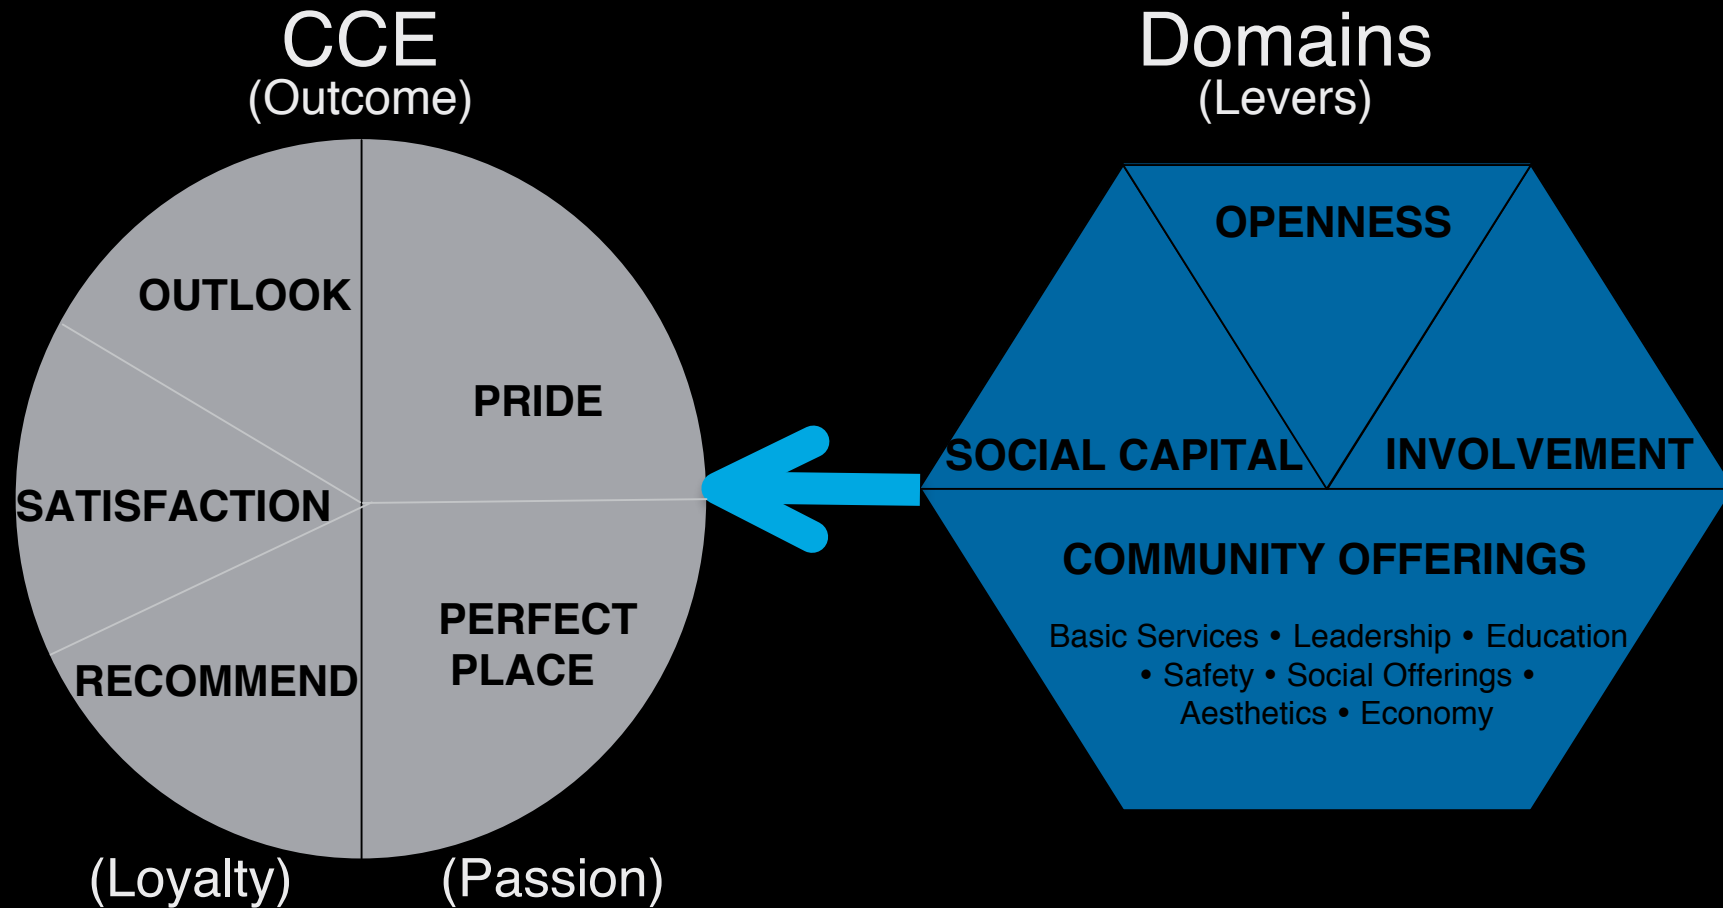 CCE
(Outcome)
OUTLOOK
PRIDE
SATISFACTION
PERFECT
PLACE
RECOMMEND
(Loyalty)
(Passion)
Domains
(Levers)
OPENNESS
SOCIAL CAPITAL
INVOLVEMENT
COMMUNITY OFFERINGS
Basic Services • Leadership • Education
• Safety • Social Offerings •
Aesthetics • Economy